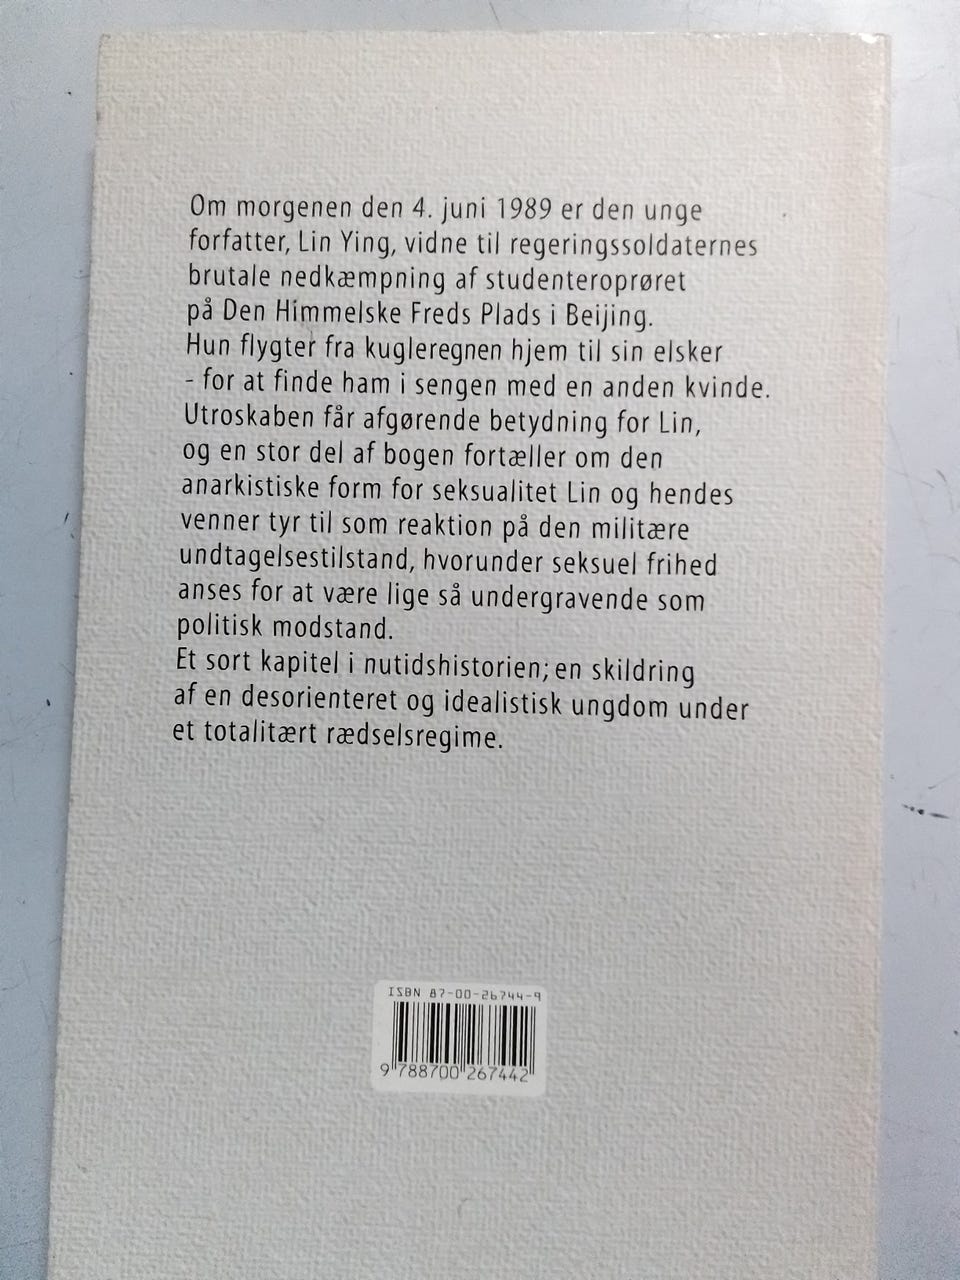 Om morgenen den 4. juni 1989 er den unge
forfatter, Lin Ying, vidne til regeringssoldaternes
brutale nedkæmpning af studenteroprøret
på Den Himmelske Freds Plads i Beijing.
Hun flygter fra kugleregnen hjem til sin elsker
- for at finde ham i sengen med en anden kvinde.
Utroskaben får afgørende betydning for Lin,
og en stor del af bogen fortæller om den
anarkistiske form for seksualitet Lin og hendes
venner tyr til som reaktion på den militære
undtagelsestilstand, hvorunder seksuel frihed
anses for at være lige så undergravende som
politisk modstand.
Et sort kapitel i nutidshistorien; en skildring
af en desorienteret og idealistisk ungdom under
et totalitært rædselsregime.
ISBN 87-00-26744-9
9 788700 267442